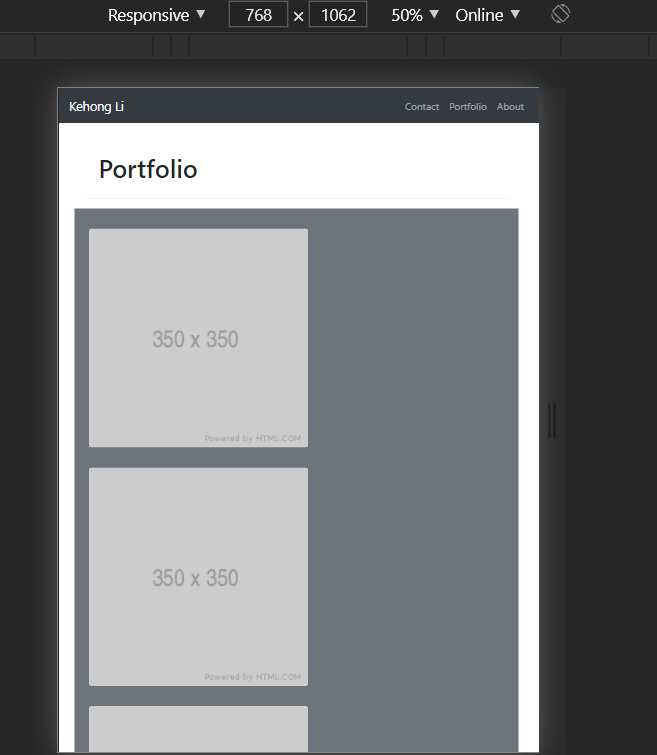 Responsive ▼ 768 × 1062 50% ▼ Online ▼
Kehong Li Contact Portfolio About
Portfolio
350 x 350
Powered by HTML.COM
350 x 350
Powered by HTML.COM